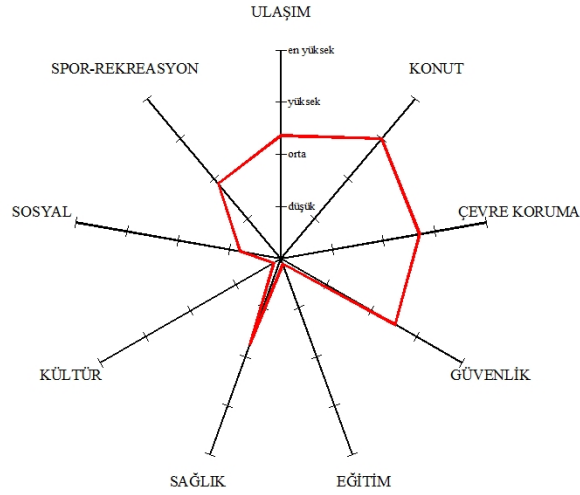 ULAŞIM
en yüksek
SPOR-REKREASYON
KONUT
yüksek
orta
düşük
SOSYAL
ÇEVRE KORUMA
KÜLTÜR
GÜVENLİK
SAĞLIK
EĞİTİM